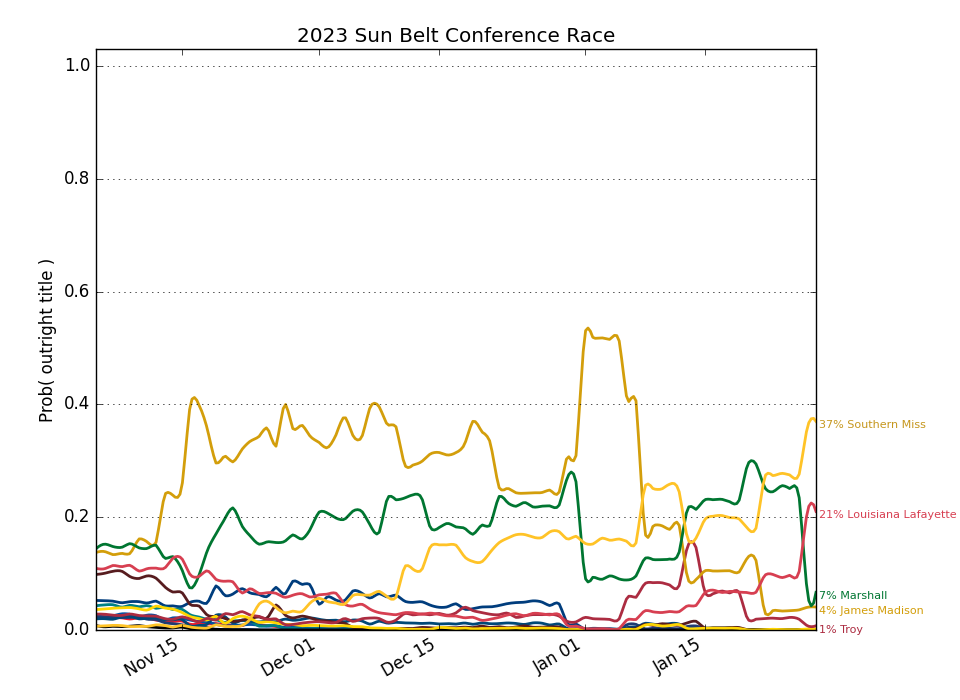 2023 Sun Belt Conference Race
Prob( outright title )
1.0
0.8
0.6
0.4
0.2
0.0
Nov 15
Dec 01
Dec 15
Jan 01
Jan 15
37% Southern Miss
21% Louisiana Lafayette
7% Marshall
4% James Madison
1% Troy